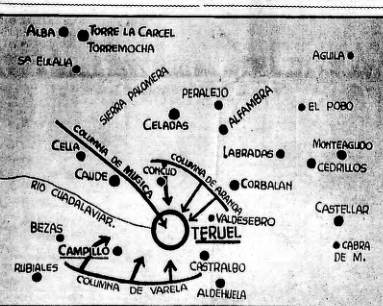 ALBA
TORRE LA CARCEL
TORREMOCHA
STA EULALIA
AGUILA
SIERRA PALOMERA
PERALEJO
EL POBO
CELADAS
ALFAMBRA
CELLA
COLUMNA DE MUGICA
CONCUD
COLUMNA DE ARANDA
LABRADAS
MONTEAGUDO
CEDRILLOS
CAUDE
CORBALAN
RIO GUADALAVIAR.
VALDESEBRO
CASTELLAR
BEZAS
TERUEL
CAMPILLO
CABRA
DE M.
RUBIALES
CASTRALBO
COLUMNA DE VARELA
ALDEHUELA